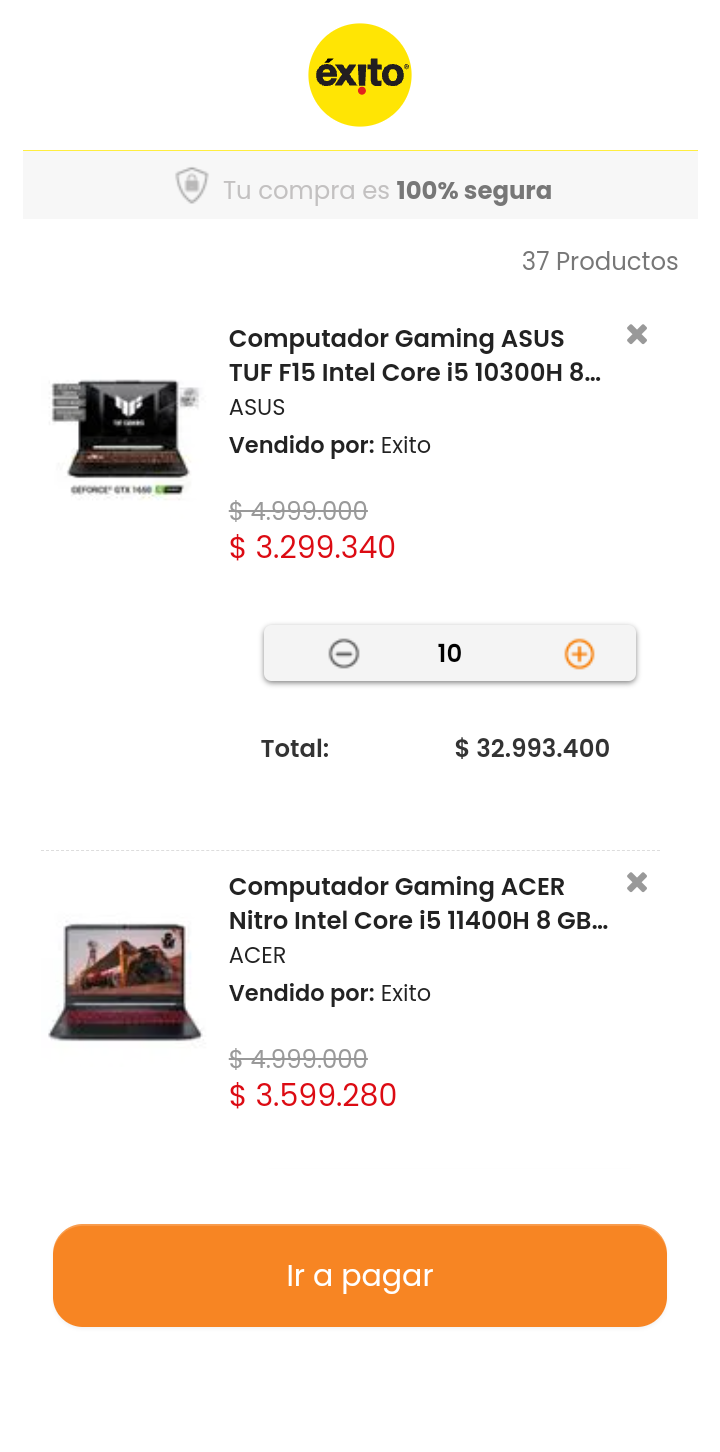 éxito
Tu compra es 100% segura
37 Productos
Computador Gaming ASUS
TUF F15 Intel Core i5 10300H 8...
ASUS
Vendido por: Exito
GEFORCE® GTX 1650
$ 4.999.000
$ 3.299.340
10
Total: $ 32.993.400
Computador Gaming ACER
Nitro Intel Core i5 11400H 8 GB...
ACER
Vendido por: Exito
$ 4.999.000
$ 3.599.280
Ir a pagar